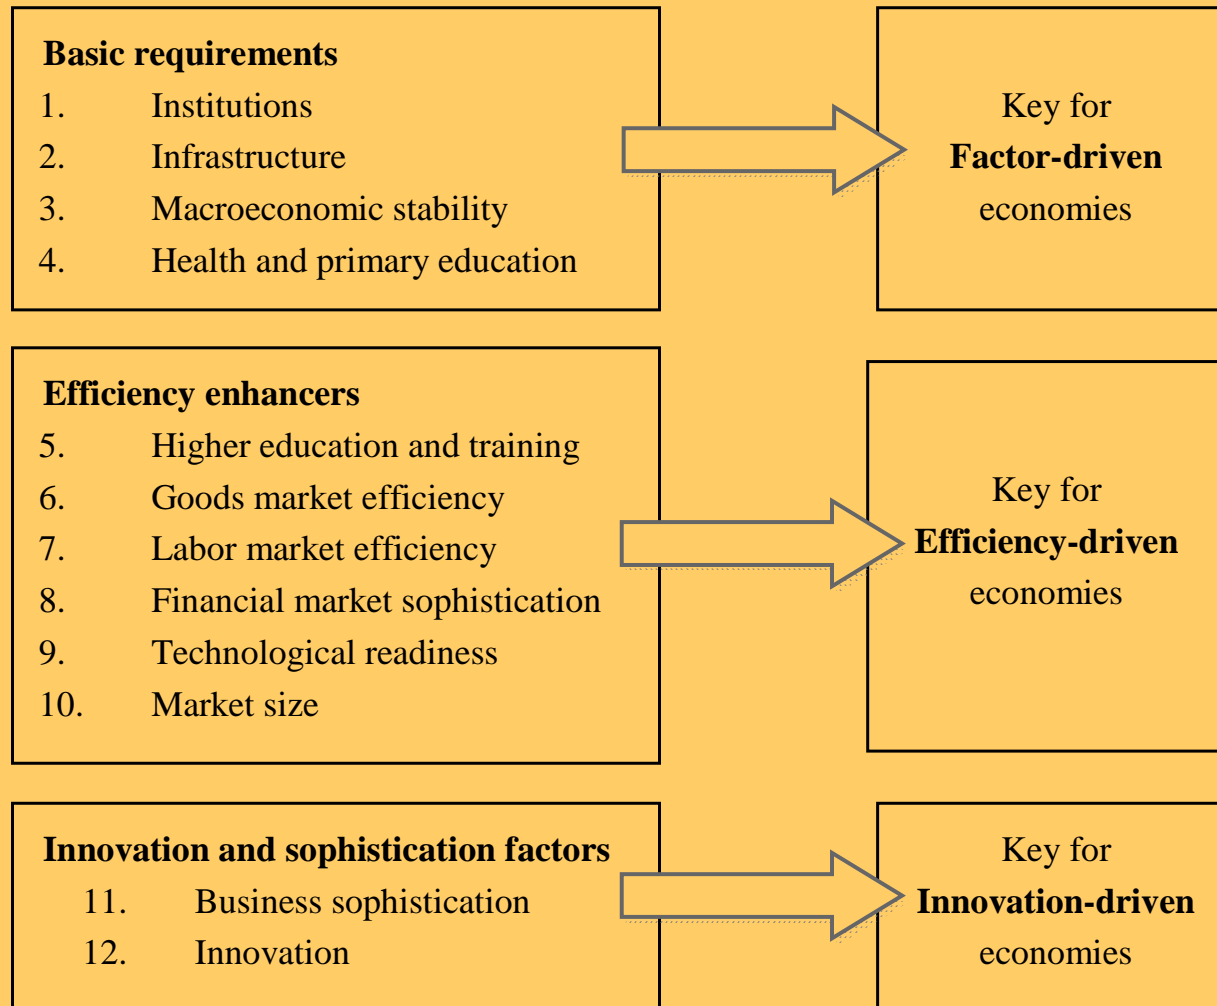 Basic requirements
1. Institutions
2. Infrastructure
3. Macroeconomic stability
4. Health and primary education
Key for
Factor-driven
economies
Efficiency enhancers
5. Higher education and training
6. Goods market efficiency
7. Labor market efficiency
8. Financial market sophistication
9. Technological readiness
10. Market size
Key for
Efficiency-driven
economies
Innovation and sophistication factors
11. Business sophistication
12. Innovation
Key for
Innovation-driven
economies